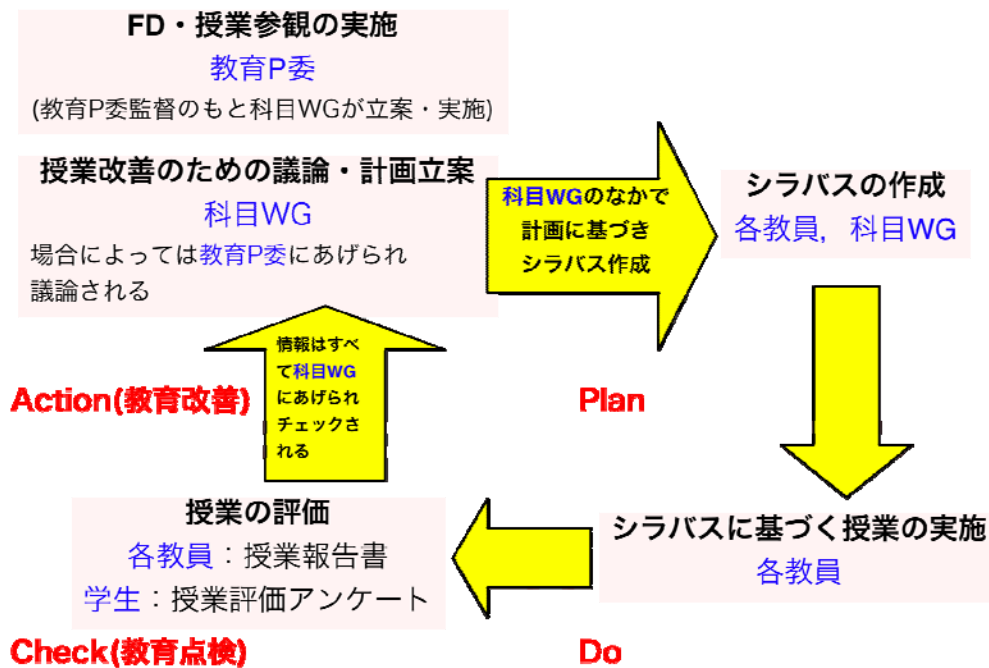 FD・授業参観の実施
教育P委
(教育P委監督のもと科目WGが立案・実施)
授業改善のための議論・計画立案
科目WG
場合によっては教育P委にあげられ
議論される
科目WGのなかで
計画に基づき
シラバス作成
シラバスの作成
各教員, 科目WG
情報はすべ
て科目WG
にあげられ
チェックさ
れる
Action(教育改善)
Plan
授業の評価
各教員：授業報告書
学生：授業評価アンケート
シラバスに基づく授業の実施
各教員
Check(教育点検)
Do